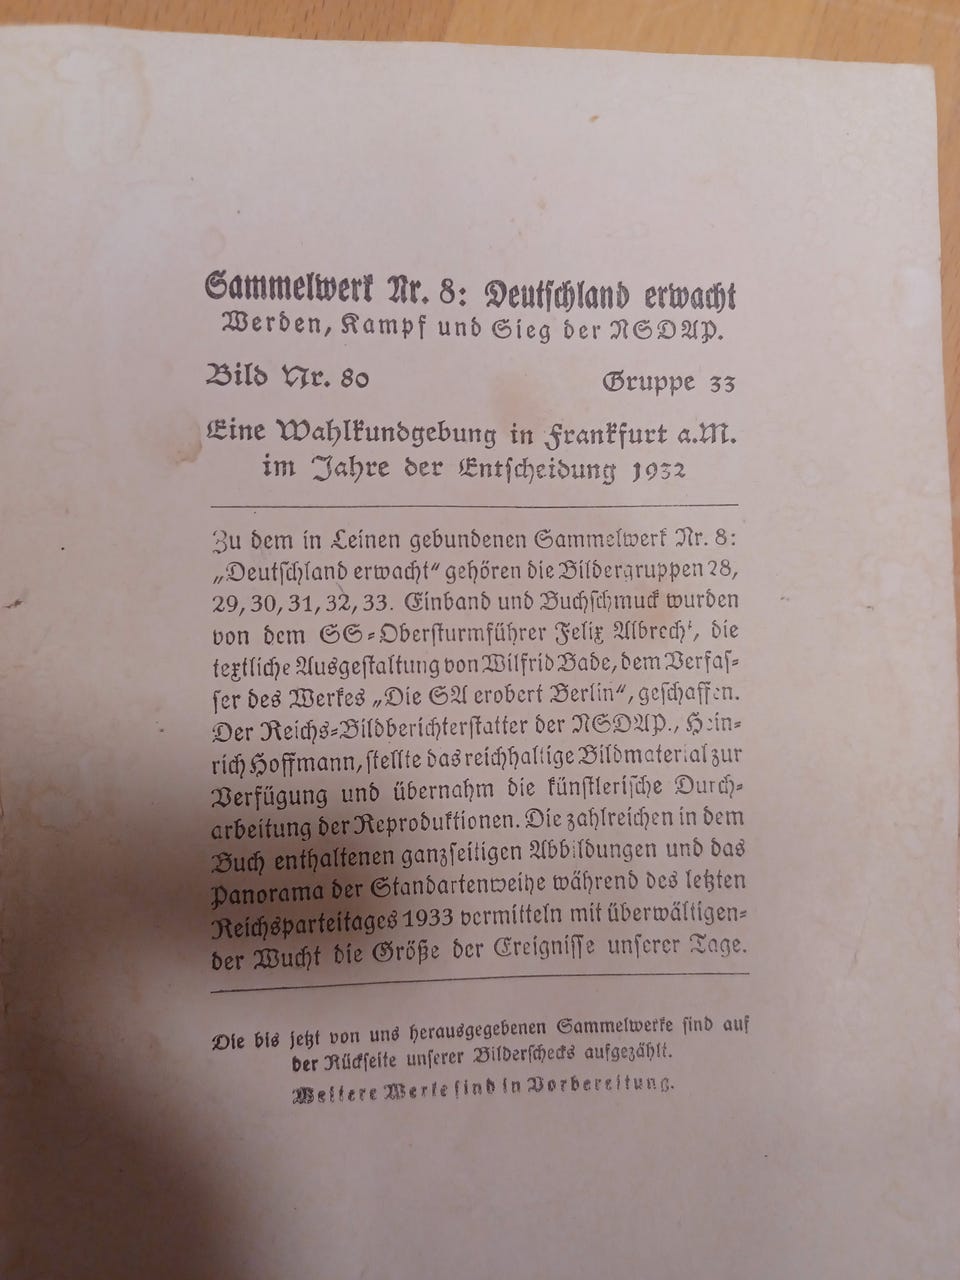 Sammelwerk Nr. 8: Deutschland erwacht
Werden, Kampf und Sieg der NSDAP.
Bild Nr. 80 Gruppe 33
Eine Wahlkundgebung in Frankfurt a.M.
im Jahre der Entscheidung 1932
Zu dem in Leinen gebundenen Sammelwerk Nr. 8:
„Deutschland erwacht“ gehören die Bildergruppen 28,
29, 30, 31, 32, 33. Einband und Buchschmuck wurden
von dem SS-Obersturmführer Felix Albrecht, die
textliche Ausgestaltung von Wilfrid Bade, dem Verfas-
ser des Werkes „Die SA erobert Berlin“, geschaffen.
Der Reichs-Bildberichterstatter der NSDAP., Hein-
rich Hoffmann, stellte das reichhaltige Bildmaterial zur
Verfügung und übernahm die künstlerische Durch-
arbeitung der Reproduktionen. Die zahlreichen in dem
Buch enthaltenen ganzseitigen Abbildungen und das
Panorama der Standartenweihe während des letzten
Reichsparteitages 1933 vermitteln mit überwältigen-
der Wucht die Größe der Ereignisse unserer Tage.
Die bis jetzt von uns herausgegebenen Sammelwerke sind auf
der Rückseite unserer Bilderschecks aufgezählt.
Weitere Werke sind in Vorbereitung.